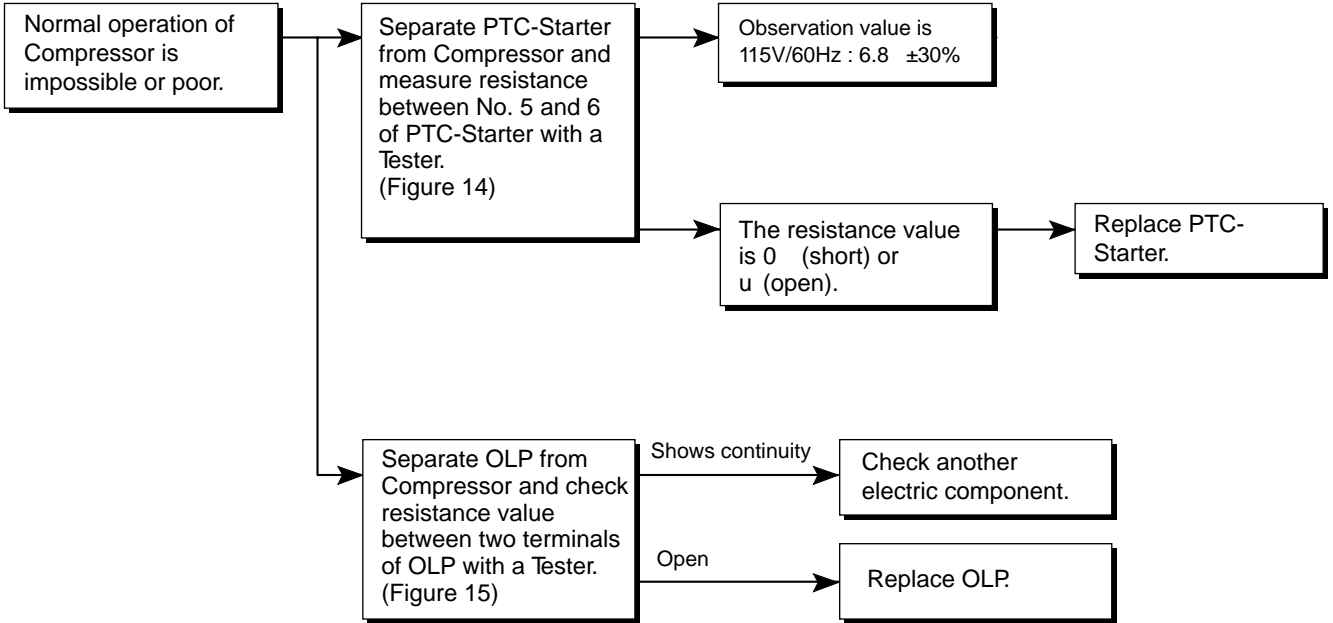 Normal operation of
Compressor is
impossible or poor.
Separate PTC-Starter
from Compressor and
measure resistance
between No. 5 and 6
of PTC-Starter with a
Tester.
(Figure 14)
Observation value is
115V/60Hz : 6.8 ±30%
The resistance value
is 0 (short) or
u (open).
Replace PTC-
Starter.
Separate OLP from
Compressor and check
resistance value
between two terminals
of OLP with a Tester.
(Figure 15)
Shows continuity
Check another
electric component.
Open
Replace OLP.